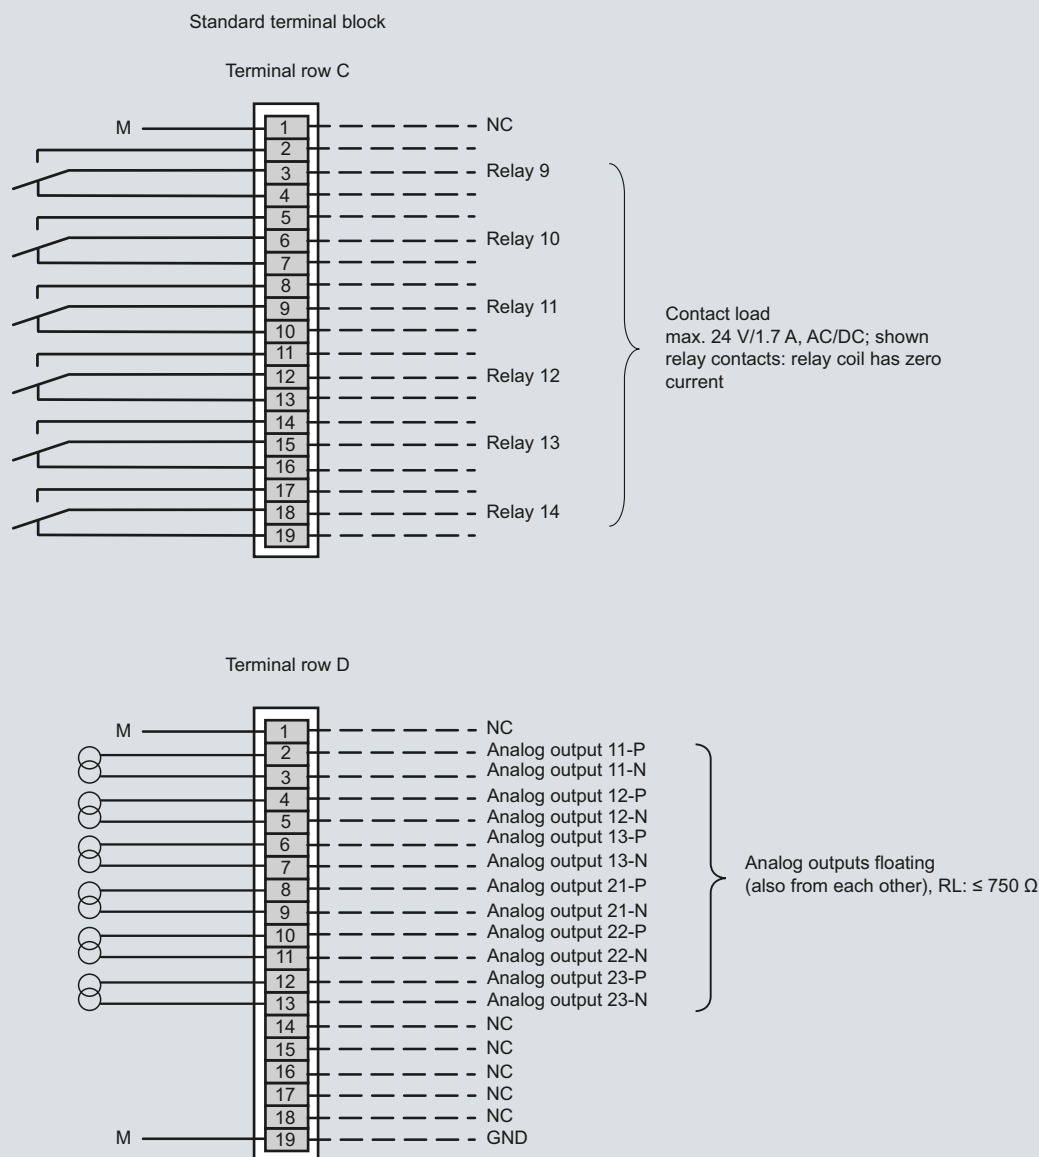 Standard terminal block
Terminal row C
M 1 NC
2
3 Relay 9
4
5
6 Relay 10
7
8
9 Relay 11
10
11
12 Relay 12
13
14
15 Relay 13
16
17
18 Relay 14
19
Contact load
max. 24 V/1.7 A, AC/DC; shown
relay contacts: relay coil has zero
current
Terminal row D
M 1 NC
2 Analog output 11-P
3 Analog output 11-N
4 Analog output 12-P
5 Analog output 12-N
6 Analog output 13-P
7 Analog output 13-N
8 Analog output 21-P
9 Analog output 21-N
10 Analog output 22-P
11 Analog output 22-N
12 Analog output 23-P
13 Analog output 23-N
14 NC
15 NC
16 NC
17 NC
18 NC
M 19 GND
Analog outputs floating
(also from each other), RL: ≤ 750 Ω